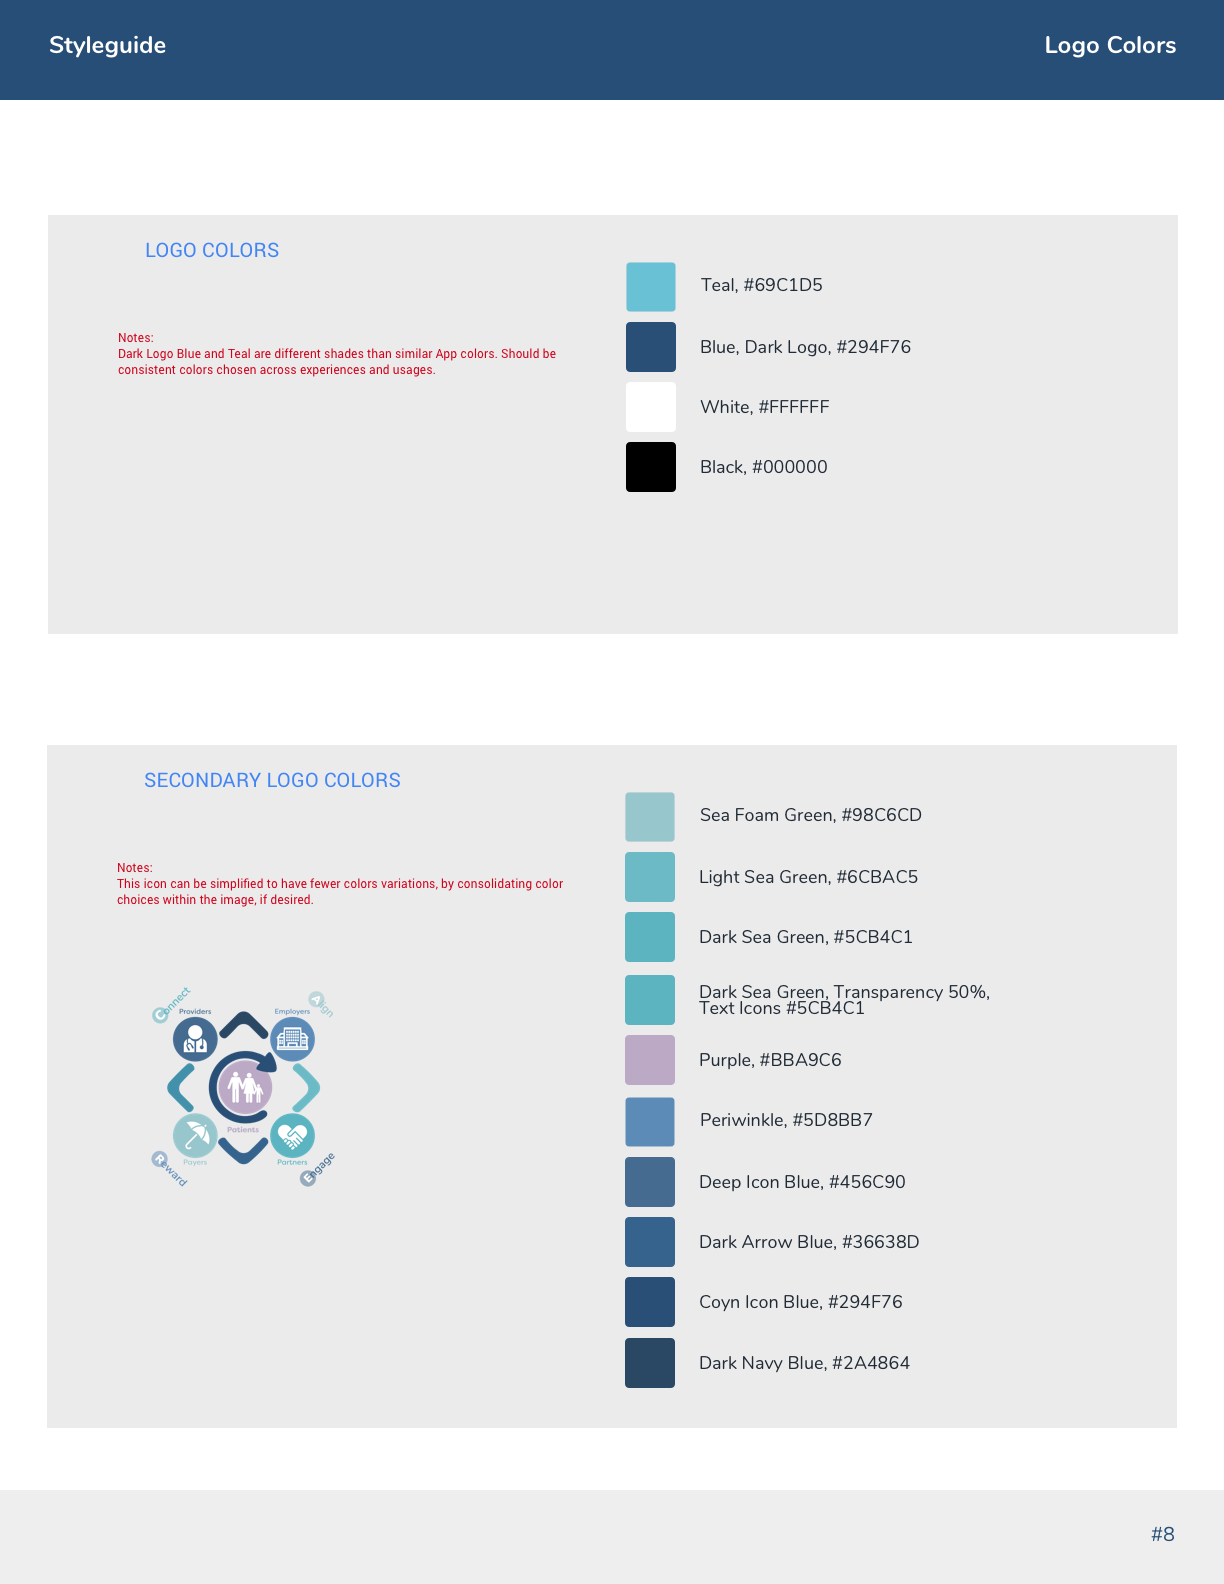 Styleguide
Logo Colors
LOGO COLORS
Notes:
Dark Logo Blue and Teal are different shades than similar App colors. Should be
consistent colors chosen across experiences and usages.
Teal, #69C1D5
Blue, Dark Logo, #294F76
White, #FFFFFF
Black, #000000
SECONDARY LOGO COLORS
Notes:
This icon can be simplified to have fewer colors variations, by consolidating color
choices within the image, if desired.
Connect
Align
Providers
Employers
Patients
Payers
Partners
Reward
Engage
Sea Foam Green, #98C6CD
Light Sea Green, #6CBAC5
Dark Sea Green, #5CB4C1
Dark Sea Green, Transparency 50%,
Text Icons #5CB4C1
Purple, #BBA9C6
Periwinkle, #5D8BB7
Deep Icon Blue, #456C90
Dark Arrow Blue, #36638D
Coyn Icon Blue, #294F76
Dark Navy Blue, #2A4864
#8